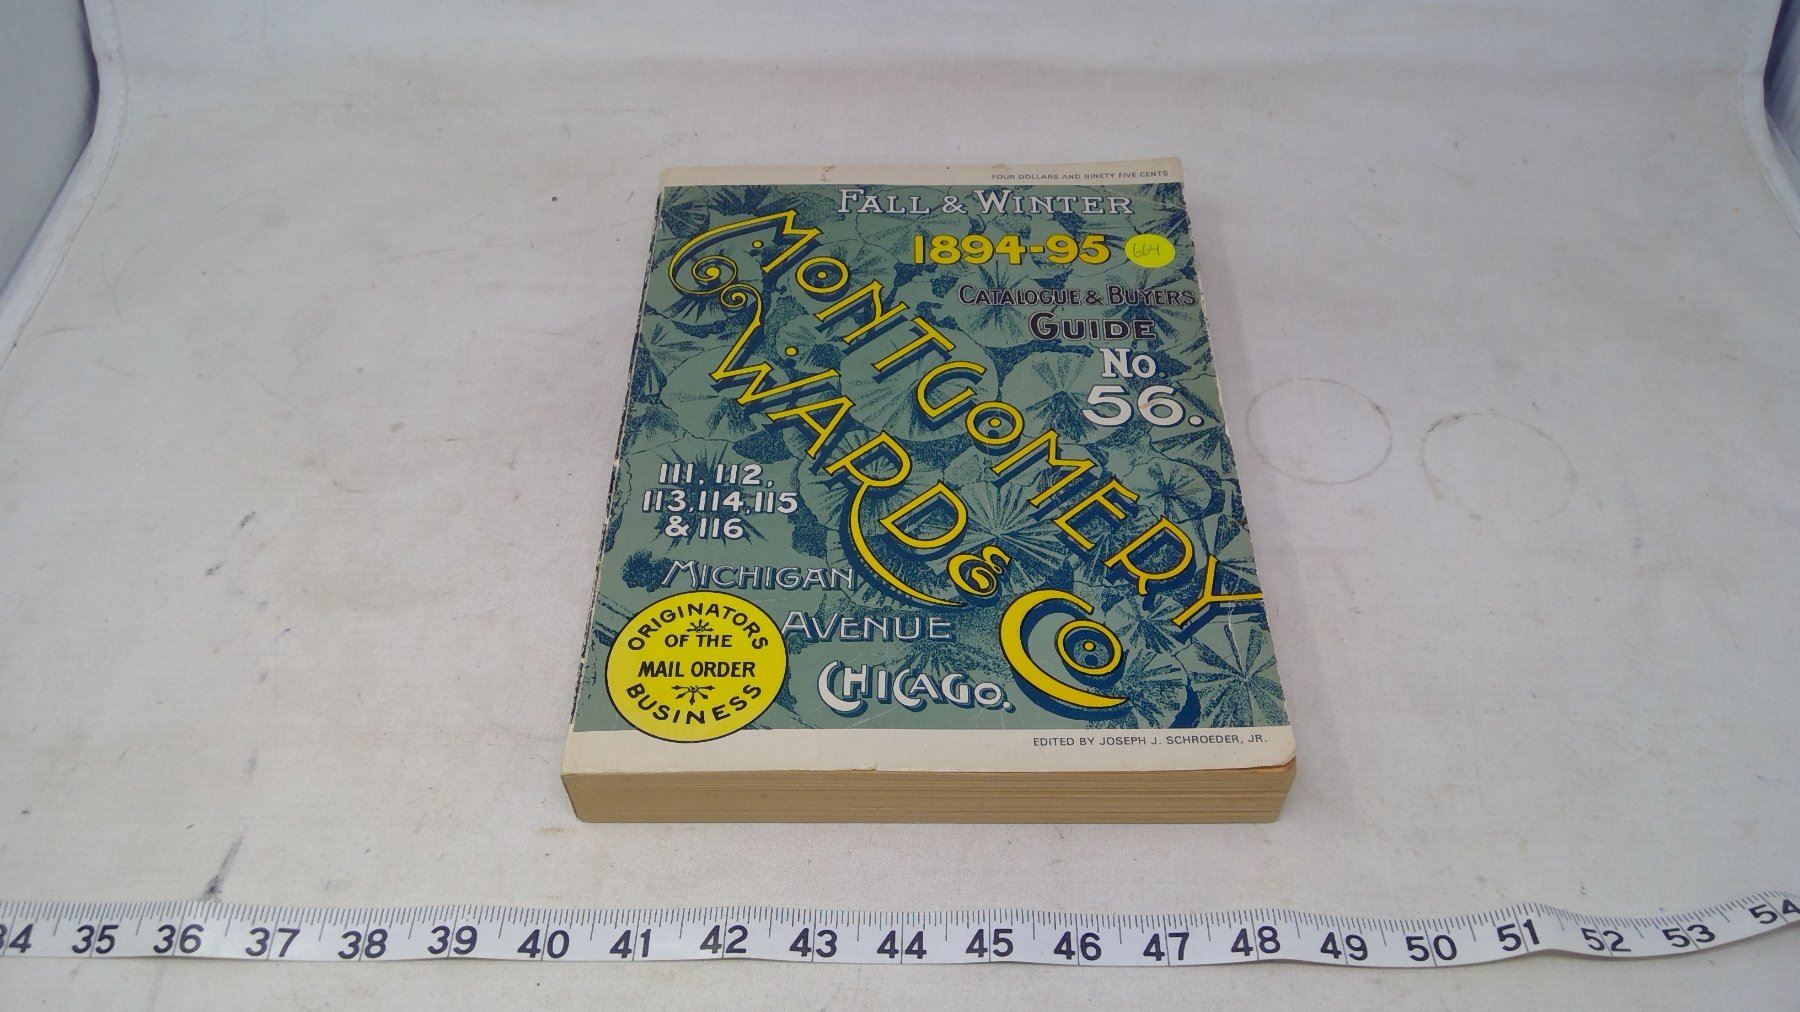 FOUR DOLLARS AND NINETY FIVE CENTS
FALL & WINTER
1894-95
664
CATALOGUE & BUYERS
GUIDE
No.
56.
MONTGOMERY
WARD &
Co
111, 112,
113, 114, 115
& 116
MICHIGAN
AVENUE
CHICAGO.
ORIGINATORS
OF THE
MAIL ORDER
BUSINESS
EDITED BY JOSEPH J. SCHROEDER, JR.
34 35 36 37 38 39 40 41 42 43 44 45 46 47 48 49 50 51 52 53 54